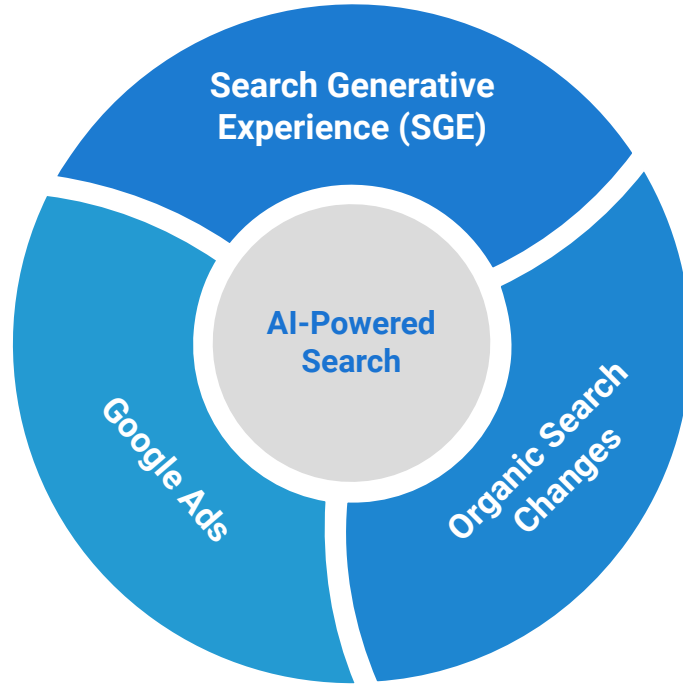 Search Generative
Experience (SGE)
AI-Powered
Search
Google Ads
Organic Search
Changes